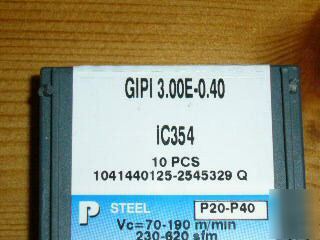 GIPI 3.00E-0.40
IC354
10 PCS
1041440125-2545329 Q
P STEEL P20-P40
Vc=70-190 m/min
230-620 sfm